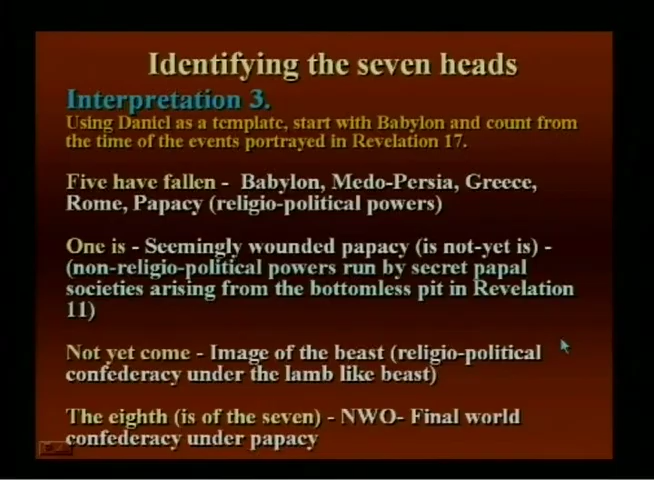 Identifying the seven heads
Interpretation 3.
Using Daniel as a template, start with Babylon and count from
the time of the events portrayed in Revelation 17.
Five have fallen - Babylon, Medo-Persia, Greece,
Rome, Papacy (religio-political powers)
One is - Seemingly wounded papacy (is not-yet is) -
(non-religio-political powers run by secret papal
societies arising from the bottomless pit in Revelation
11)
Not yet come - Image of the beast (religio-political
confederacy under the lamb like beast)
The eighth (is of the seven) - NWO- Final world
confederacy under papacy